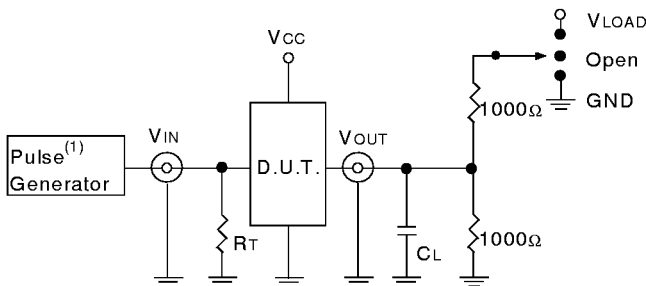 VLOAD
VCC
Open
1000Ω
GND
VIN
VOUT
Pulse(1)
Generator
D.U.T.
RT
CL
1000Ω